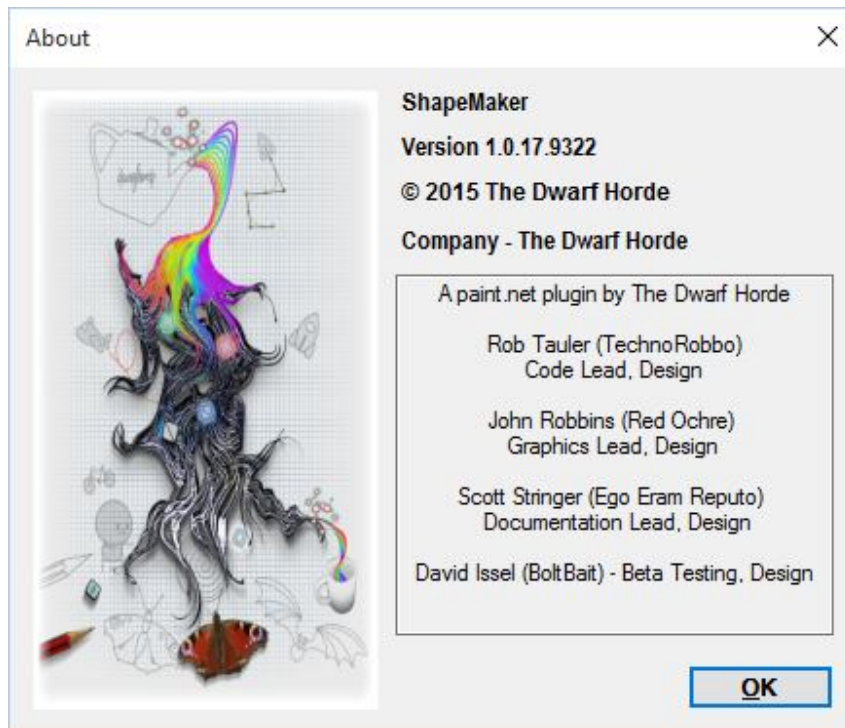 About
ShapeMaker
Version 1.0.17.9322
© 2015 The Dwarf Horde
Company - The Dwarf Horde
A paint.net plugin by The Dwarf Horde
Rob Tauler (TechnoRobbo)
Code Lead, Design
John Robbins (Red Ochre)
Graphics Lead, Design
Scott Stringer (Ego Eram Reputo)
Documentation Lead, Design
David Issel (BoltBait) - Beta Testing, Design
OK